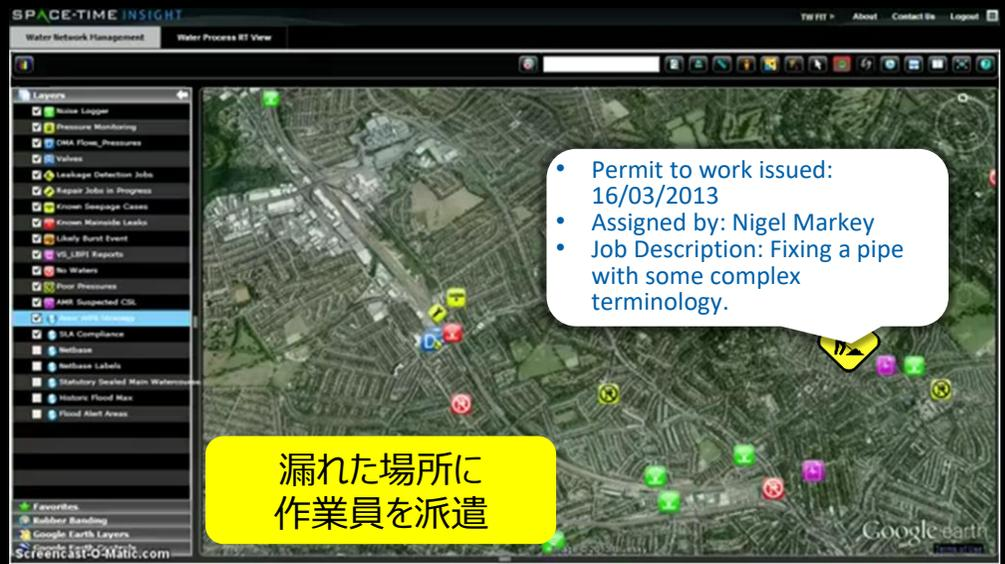 SPACE-TIME INSIGHT
TW FIT > About Contact Us Logout
Water Network Management Water Process RT View
Layers
Noise Logger
Pressure Monitoring
DMA Flows_Pressures
Valves
Leakage Detection Jobs
Repair Jobs in Progress
Known Seepage Cases
Known Mainside Leaks
Likely Burst Event
VS_LBPI Reports
No Waters
Poor Pressures
AMR Suspected CSL
SLA Compliance
Netbase
Netbase Labels
Statutory Sealed Main Watercourse
Historic Flood Max
Flood Alert Areas
Favorites
Rubber Banding
Google Earth Layers
Screencast-O-Matic.com
• Permit to work issued:
16/03/2013
• Assigned by: Nigel Markey
• Job Description: Fixing a pipe
with some complex
terminology.
漏れた場所に
作業員を派遣
Google earth
Terms of Use